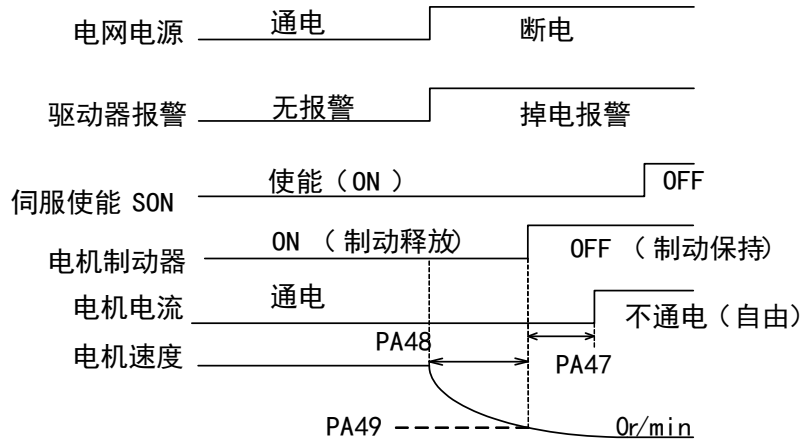 电网电源 通电 断电
驱动器报警 无报警 掉电报警
伺服使能 SON 使能（ON ） OFF
电机制动器 ON （制动释放） OFF （制动保持）
电机电流 通电 不通电（自由）
电机速度 PA48 PA47
PA49 0r/min